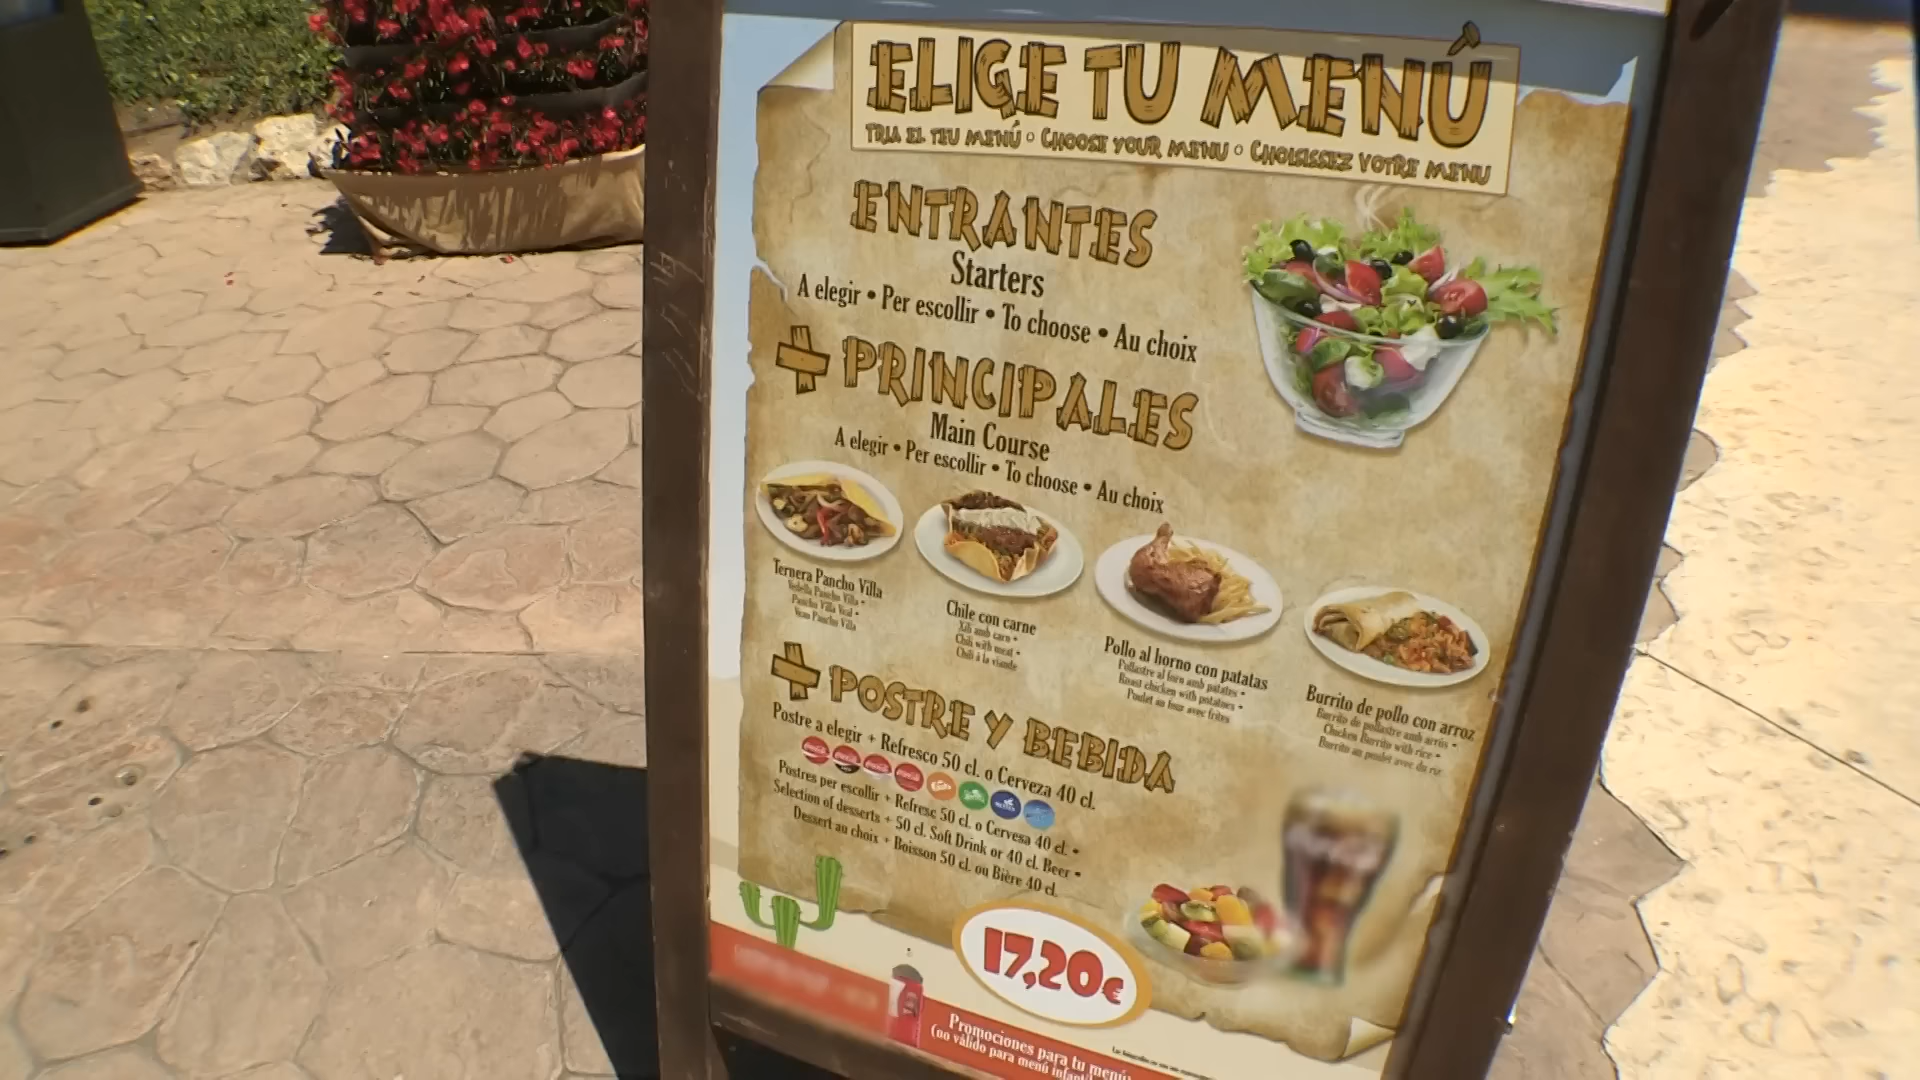 ELIGE TU MENÚ
TRIA EL TEU MENÚ ◦ CHOOSE YOUR MENU ◦ CHOISISSEZ VOTRE MENU
ENTRANTES
Starters
A elegir • Per escollir • To choose • Au choix
+ PRINCIPALES
Main Course
A elegir • Per escollir • To choose • Au choix
Ternera Pancho Villa
Vedella Pancho Villa •
Pancho Villa Veal •
Veau Pancho Villa
Chile con carne
Xili amb carn •
Chili with meat •
Chili à la viande
Pollo al horno con patatas
Pollastre al forn amb patates •
Roast chicken with potatoes •
Poulet au four avec frites
Burrito de pollo con arroz
Burrito de pollastre amb arròs •
Chicken Burrito with rice •
Burrito au poulet avec du riz
+ POSTRE Y BEBIDA
Postre a elegir + Refresco 50 cl. o Cerveza 40 cl.
Postres per escollir + Refresc 50 cl. o Cervesa 40 cl. •
Selection of desserts + 50 cl. Soft Drink or 40 cl. Beer •
Dessert au choix + Boisson 50 cl. ou Bière 40 cl.
17,20€
Promociones para tu menú
(no válido para menú infantil